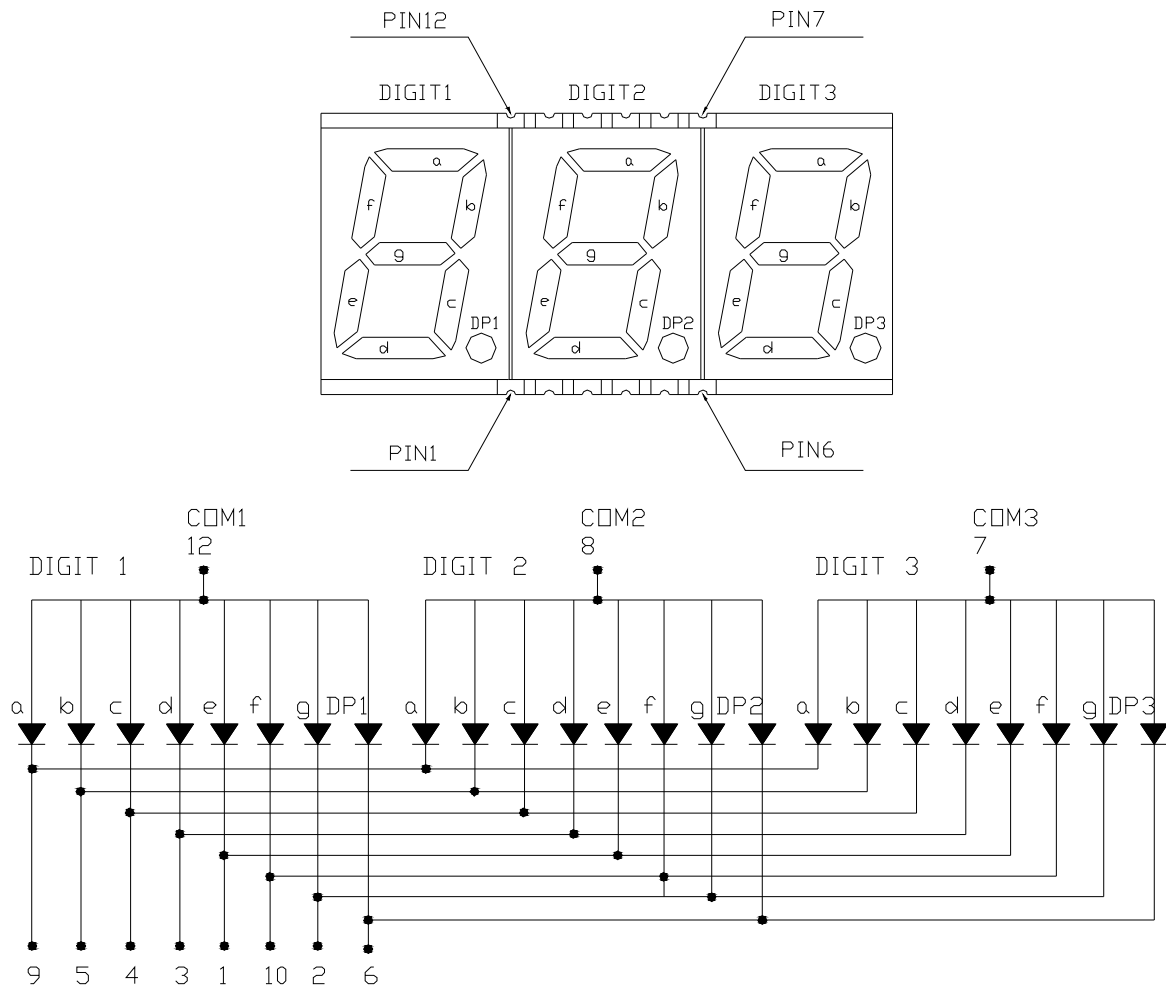 PIN12 PIN7
DIGIT1 DIGIT2 DIGIT3
a a a
f b f b f b
g g g
e c e c e c
DP1 DP2 DP3
d d d
PIN1 PIN6
COM1 COM2 COM3
12 8 7
DIGIT 1 DIGIT 2 DIGIT 3
a b c d e f g DP1 a b c d e f g DP2 a b c d e f g DP3
9 5 4 3 1 10 2 6